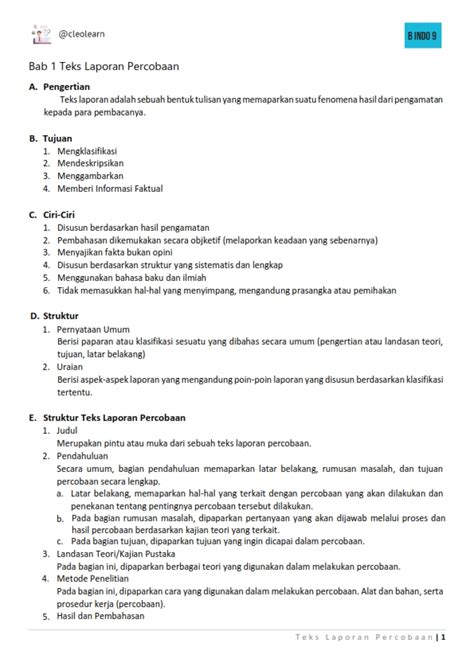 @cleolearn
B INDO 9
Bab 1 Teks Laporan Percobaan
A. Pengertian
Teks laporan adalah sebuah bentuk tulisan yang memaparkan suatu fenomena hasil dari pengamatan
kepada para pembacanya.
B. Tujuan
1. Mengklasifikasi
2. Mendeskripsikan
3. Menggambarkan
4. Memberi Informasi Faktual
C. Ciri-Ciri
1. Disusun berdasarkan hasil pengamatan
2. Pembahasan dikemukakan secara objketif (melaporkan keadaan yang sebenarnya)
3. Menyajikan fakta bukan opini
4. Disusun berdasarkan struktur yang sistematis dan lengkap
5. Menggunakan bahasa baku dan ilmiah
6. Tidak memasukkan hal-hal yang menyimpang, mengandung prasangka atau pemihakan
D. Struktur
1. Pernyataan Umum
Berisi paparan atau klasifikasi sesuatu yang dibahas secara umum (pengertian atau landasan teori,
tujuan, latar belakang)
2. Uraian
Berisi aspek-aspek laporan yang mengandung poin-poin laporan yang disusun berdasarkan klasifikasi
tertentu.
E. Struktur Teks Laporan Percobaan
1. Judul
Merupakan pintu atau muka dari sebuah teks laporan percobaan.
2. Pendahuluan
Secara umum, bagian pendahuluan memaparkan latar belakang, rumusan masalah, dan tujuan
percobaan secara lengkap.
a. Latar belakang, memaparkan hal-hal yang terkait dengan percobaan yang akan dilakukan dan
penekanan tentang pentingnya percobaan tersebut dilakukan.
b. Pada bagian rumusan masalah, dipaparkan pertanyaan yang akan dijawab melalui proses dan
hasil percobaan berdasarkan kajian teori yang terkait.
c. Pada bagian tujuan, dipaparkan tujuan yang ingin dicapai dalam percobaan.
3. Landasan Teori/Kajian Pustaka
Pada bagian ini, dipaparkan berbagai teori yang digunakan dalam melakukan percobaan.
4. Metode Penelitian
Pada bagian ini, dipaparkan cara yang digunakan dalam melakukan percobaan. Alat dan bahan, serta
prosedur kerja (percobaan).
5. Hasil dan Pembahasan
Teks Laporan Percobaan | 1